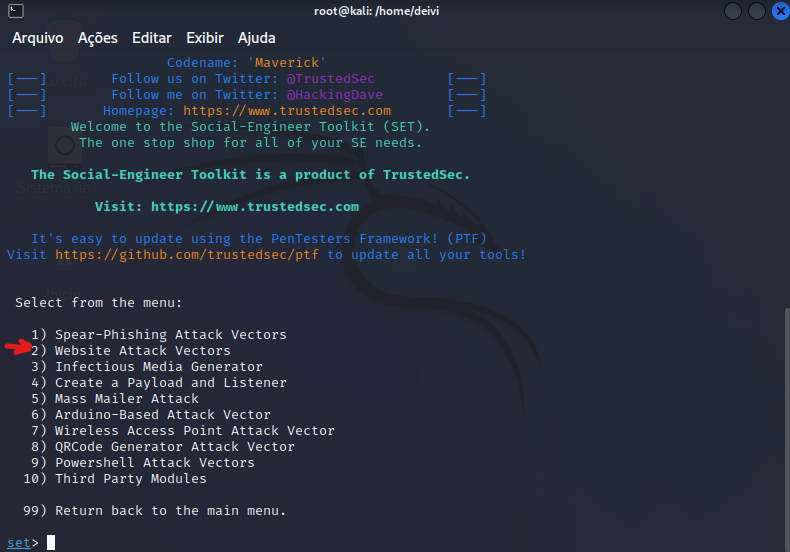 root@kali: /home/deivi
Arquivo Ações Editar Exibir Ajuda
Codename: 'Maverick'
[---] Follow us on Twitter: @TrustedSec [---]
[---] Follow me on Twitter: @HackingDave [---]
[---] Homepage: https://www.trustedsec.com [---]
Welcome to the Social-Engineer Toolkit (SET).
The one stop shop for all of your SE needs.
The Social-Engineer Toolkit is a product of TrustedSec.
Visit: https://www.trustedsec.com
It's easy to update using the PenTesters Framework! (PTF)
Visit https://github.com/trustedsec/ptf to update all your tools!
Select from the menu:
1) Spear-Phishing Attack Vectors
2) Website Attack Vectors
3) Infectious Media Generator
4) Create a Payload and Listener
5) Mass Mailer Attack
6) Arduino-Based Attack Vector
7) Wireless Access Point Attack Vector
8) QRCode Generator Attack Vector
9) Powershell Attack Vectors
10) Third Party Modules
99) Return back to the main menu.
set>